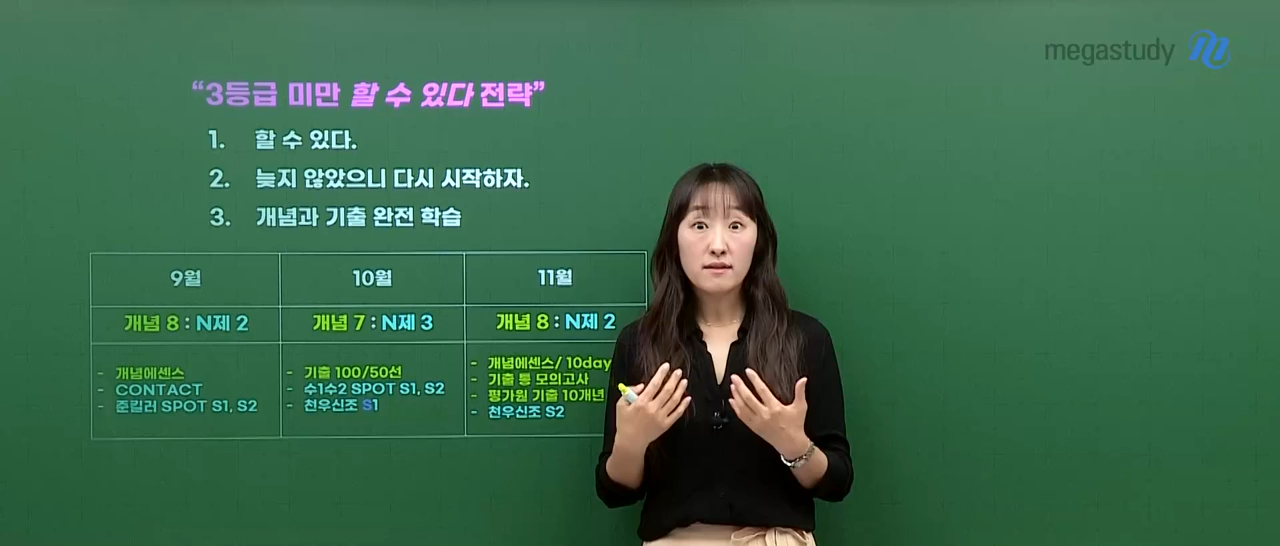 megastudy
“3등급 미만 할 수 있다 전략”
1. 할 수 있다.
2. 늦지 않았으니 다시 시작하자.
3. 개념과 기출 완전 학습
9월 10월 11월
개념 8 : N제 2 개념 7 : N제 3 개념 8 : N제 2
- 개념에센스
- CONTACT
- 준킬러 SPOT S1, S2
- 기출 100/50선
- 수1수2 SPOT S1, S2
- 천우신조 S1
- 개념에센스/ 10day
- 기출 통 모의고사
- 평가원 기출 10개년
- 천우신조 S2